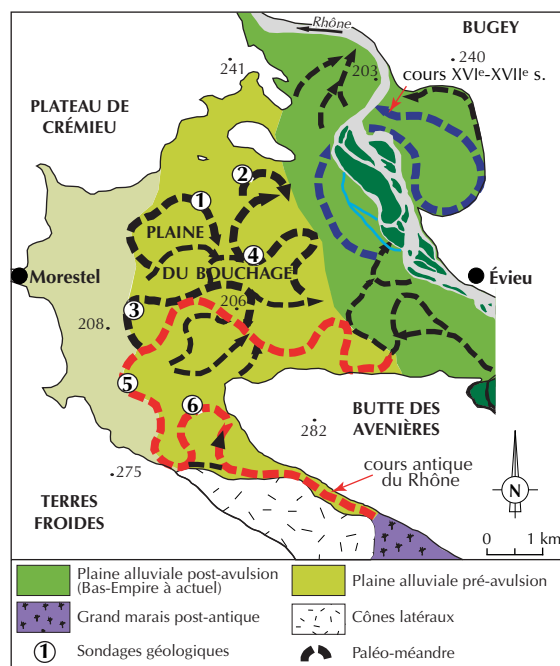 Rhône
BUGEY
241
203
240
cours XVIᵉ-XVIIᵉ s.
PLATEAU DE
CRÉMIEU
2
1
PLAINE
4
DU BOUCHAGE
Morestel
Évieu
206
3
208
5
6
BUTTE DES
AVENIÈRES
282
275
cours antique
du Rhône
TERRES
FROIDES
N
0 1 km
Plaine alluviale post-avulsion
(Bas-Empire à actuel)
Plaine alluviale pré-avulsion
Grand marais post-antique
Cônes latéraux
1 Sondages géologiques
Paléo-méandre